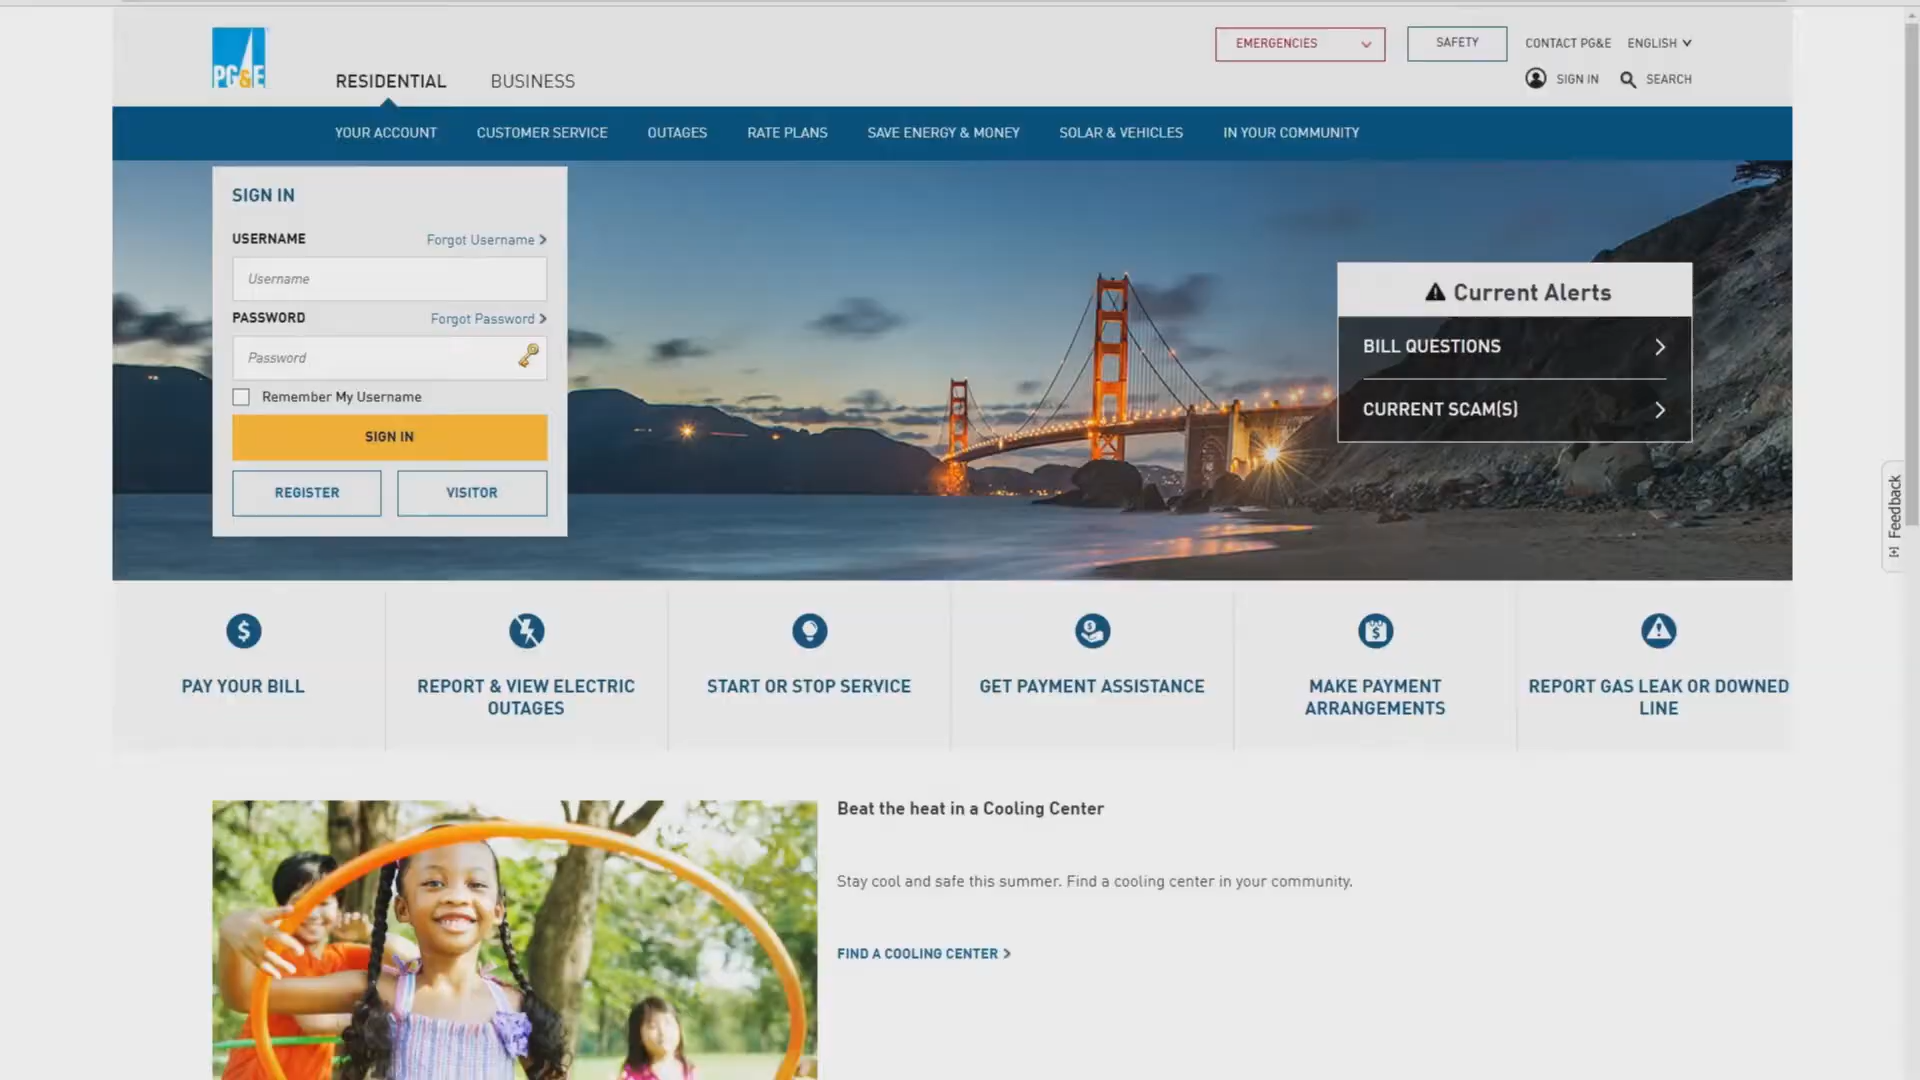 PG&E
RESIDENTIAL
BUSINESS
EMERGENCIES
SAFETY
CONTACT PG&E
ENGLISH
SIGN IN
SEARCH
YOUR ACCOUNT
CUSTOMER SERVICE
OUTAGES
RATE PLANS
SAVE ENERGY & MONEY
SOLAR & VEHICLES
IN YOUR COMMUNITY
SIGN IN
USERNAME
Forgot Username
Username
PASSWORD
Forgot Password
Password
Remember My Username
SIGN IN
REGISTER
VISITOR
Current Alerts
BILL QUESTIONS
CURRENT SCAM(S)
[+] Feedback
PAY YOUR BILL
REPORT & VIEW ELECTRIC
OUTAGES
START OR STOP SERVICE
GET PAYMENT ASSISTANCE
MAKE PAYMENT
ARRANGEMENTS
REPORT GAS LEAK OR DOWNED
LINE
Beat the heat in a Cooling Center
Stay cool and safe this summer. Find a cooling center in your community.
FIND A COOLING CENTER